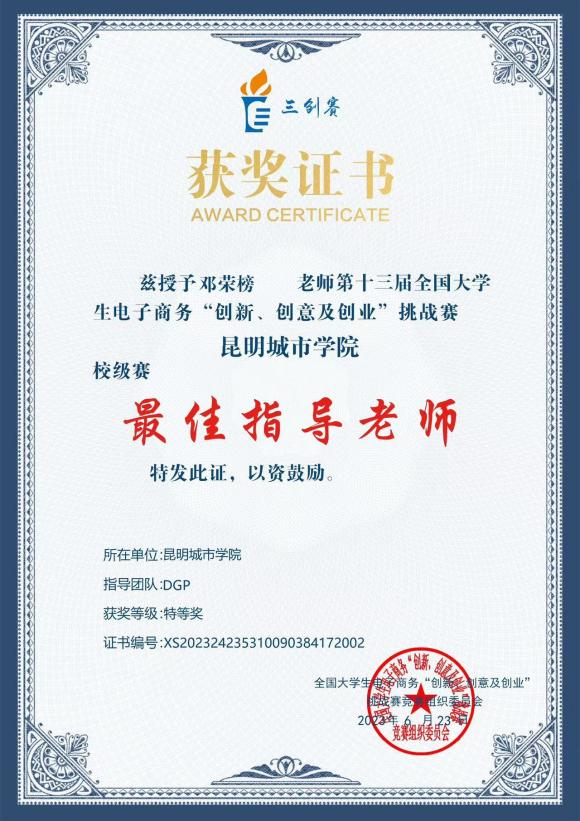 三创赛
获奖证书
AWARD CERTIFICATE
兹授予邓荣榜 老师第十三届全国大学
生电子商务“创新、创意及创业”挑战赛
昆明城市学院
校级赛
最佳指导老师
特发此证，以资鼓励。
所在单位:昆明城市学院
指导团队:DGP
获奖等级:特等奖
证书编号:XS202324235310090384172002
全国大学生电子商务“创新、创意及创业”
挑战赛竞赛组织委员会
2023年 6 月 23 日
竞赛组织委员会